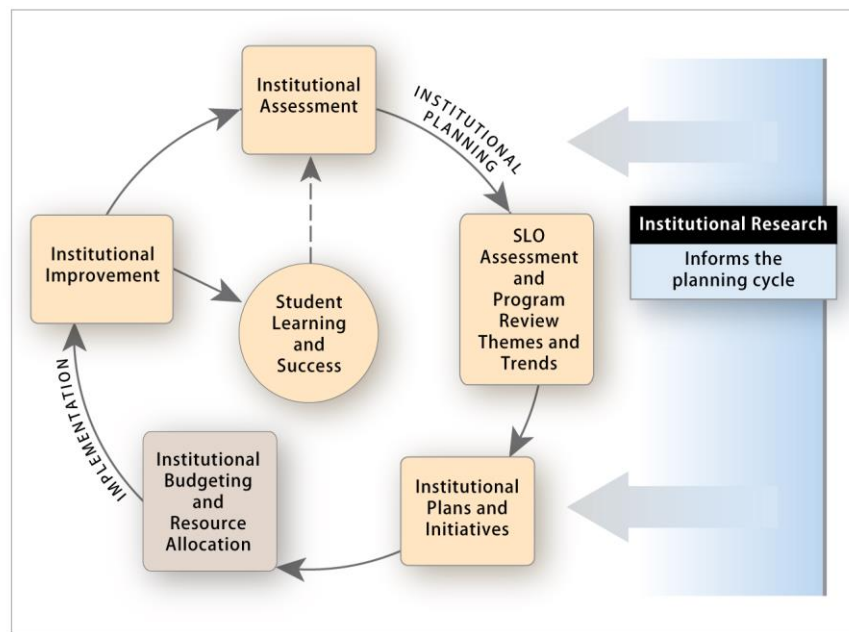 Institutional
Assessment
INSTITUTIONAL
PLANNING
Institutional Research
Informs the
planning cycle
SLO
Assessment
and
Program
Review
Themes and
Trends
Institutional
Improvement
Student
Learning
and
Success
IMPLEMENTATION
Institutional
Budgeting
and
Resource
Allocation
Institutional
Plans and
Initiatives